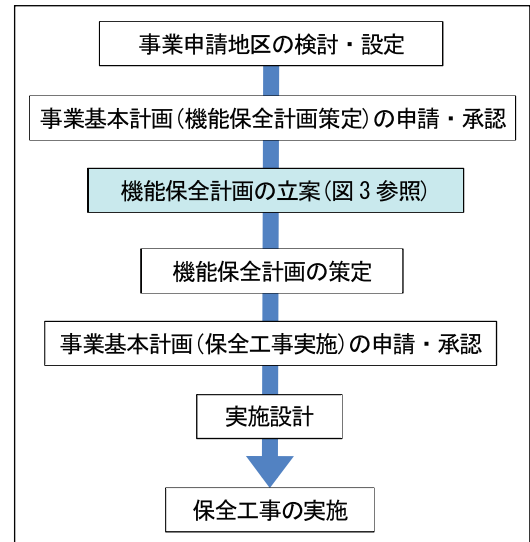 事業申請地区の検討・設定
事業基本計画(機能保全計画策定)の申請・承認
機能保全計画の立案(図3参照)
機能保全計画の策定
事業基本計画(保全工事実施)の申請・承認
実施設計
保全工事の実施